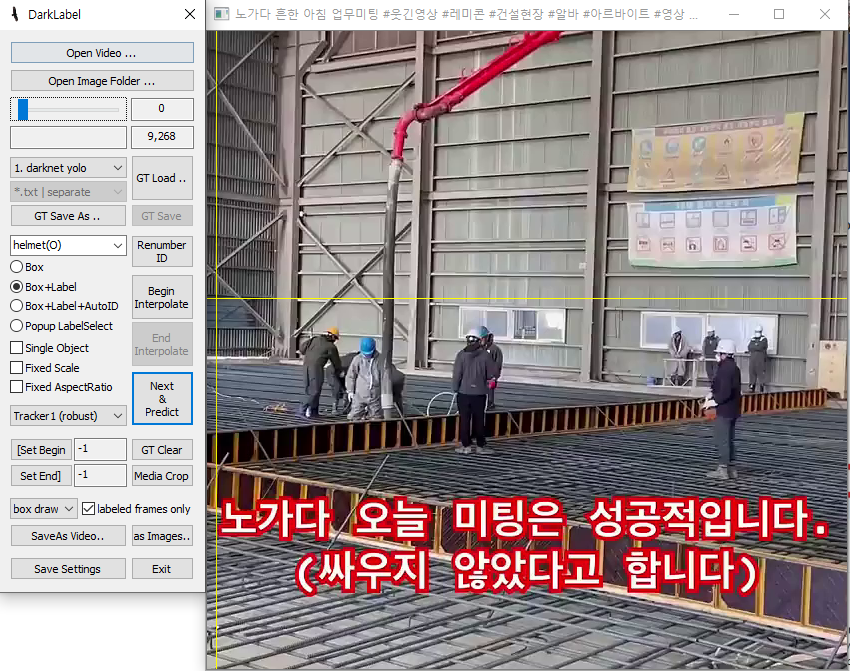 DarkLabel
Open Video ...
Open Image Folder ...
0
9,268
1. darknet yolo
GT Load ..
*.txt | separate
GT Save As ..
GT Save
helmet(O)
Renumber
ID
Box
Box+Label
Begin
Interpolate
Box+Label+AutoID
Popup LabelSelect
End
Interpolate
Single Object
Fixed Scale
Fixed AspectRatio
Next
&
Predict
Tracker1 (robust)
[Set Begin
-1
GT Clear
Set End]
-1
Media Crop
box draw
labeled frames only
SaveAs Video..
as Images..
Save Settings
Exit
노가다 흔한 아침 업무미팅 #웃긴영상 #레미콘 #건설현장 #알바 #아르바이트 #영상 ...
노가다 오늘 미팅은 성공적입니다.
(싸우지 않았다고 합니다)